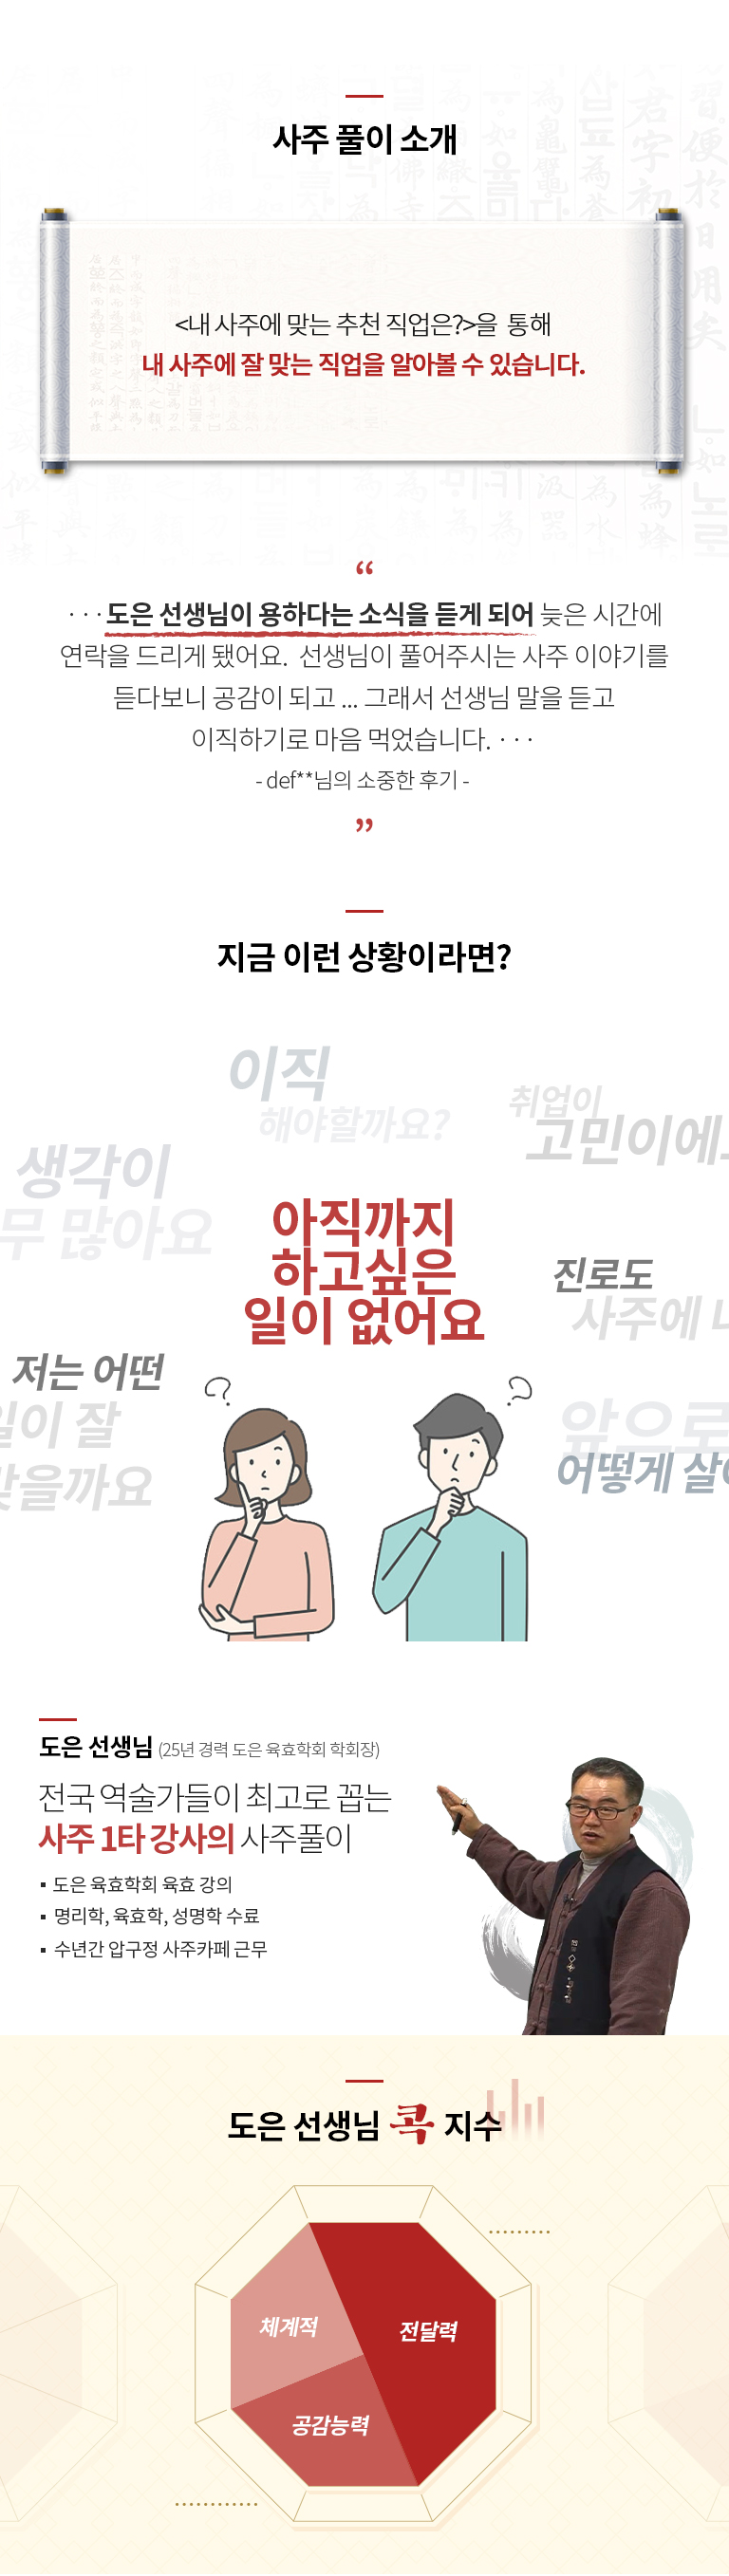 사주 풀이 소개
<내 사주에 맞는 추천 직업은?>을 통해
내 사주에 잘 맞는 직업을 알아볼 수 있습니다.
“
···도은 선생님이 용하다는 소식을 듣게 되어 늦은 시간에
연락을 드리게 됐어요. 선생님이 풀어주시는 사주 이야기를
듣다보니 공감이 되고 ... 그래서 선생님 말을 듣고
이직하기로 마음 먹었습니다. ···
- def**님의 소중한 후기 -
”
지금 이런 상황이라면?
이직
해야할까요?
취업이
고민이에
생각이
무 많아요
아직까지
하고싶은
일이 없어요
진로도
사주에
저는 어떤
일이 잘
맞을까요
앞으로
어떻게
도은 선생님 (25년 경력 도은 육효학회 학회장)
전국 역술가들이 최고로 꼽는
사주 1타 강사의 사주풀이
▪ 도은 육효학회 육효 강의
▪ 명리학, 육효학, 성명학 수료
▪ 수년간 압구정 사주카페 근무
도은 선생님 콕 지수
체계적
전달력
공감능력